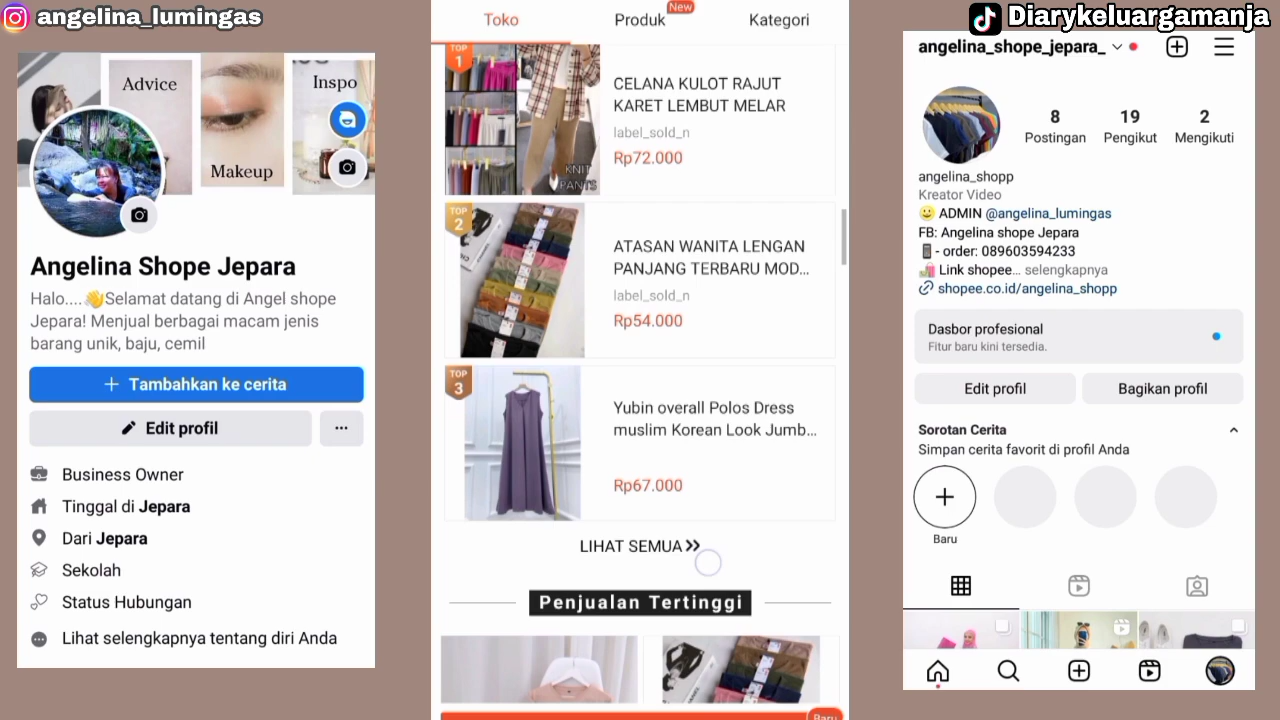 angelina_lumingas
Diarykeluargamanja
Advice
Inspo
Makeup
Angelina Shope Jepara
Halo....👋Selamat datang di Angel shope
Jepara! Menjual berbagai macam jenis
barang unik, baju, cemil
+ Tambahkan ke cerita
Edit profil
...
Business Owner
Tinggal di Jepara
Dari Jepara
Sekolah
Status Hubungan
Lihat selengkapnya tentang diri Anda
Toko
Produk
New
Kategori
TOP
1
KNIT
PANTS
CELANA KULOT RAJUT
KARET LEMBUT MELAR
label_sold_n
Rp72.000
TOP
2
ATASAN WANITA LENGAN
PANJANG TERBARU MOD...
label_sold_n
Rp54.000
TOP
3
Yubin overall Polos Dress
muslim Korean Look Jumb...
Rp67.000
LIHAT SEMUA
Penjualan Tertinggi
Baru
angelina_shope_jepara_
8
Postingan
19
Pengikut
2
Mengikuti
angelina_shopp
Kreator Video
🙂 ADMIN @angelina_lumingas
FB: Angelina shope Jepara
📱- order: 089603594233
🛍️ Link shopee... selengkapnya
shopee.co.id/angelina_shopp
Dasbor profesional
Fitur baru kini tersedia.
Edit profil
Bagikan profil
Sorotan Cerita
Simpan cerita favorit di profil Anda
Baru